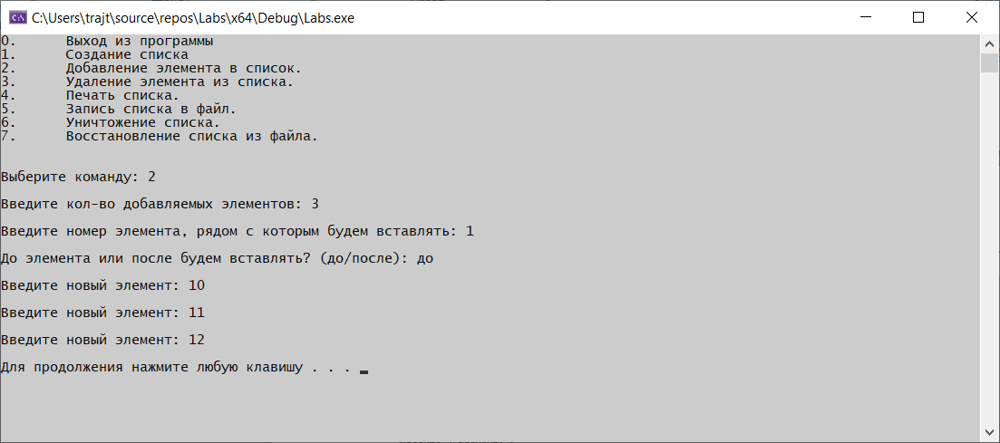 C:\Users\trajt\source\repos\Labs\x64\Debug\Labs.exe
0. Выход из программы
1. Создание списка
2. Добавление элемента в список.
3. Удаление элемента из списка.
4. Печать списка.
5. Запись списка в файл.
6. Уничтожение списка.
7. Восстановление списка из файла.
Выберите команду: 2
Введите кол-во добавляемых элементов: 3
Введите номер элемента, рядом с которым будем вставлять: 1
До элемента или после будем вставлять? (до/после): до
Введите новый элемент: 10
Введите новый элемент: 11
Введите новый элемент: 12
Для продолжения нажмите любую клавишу . . .